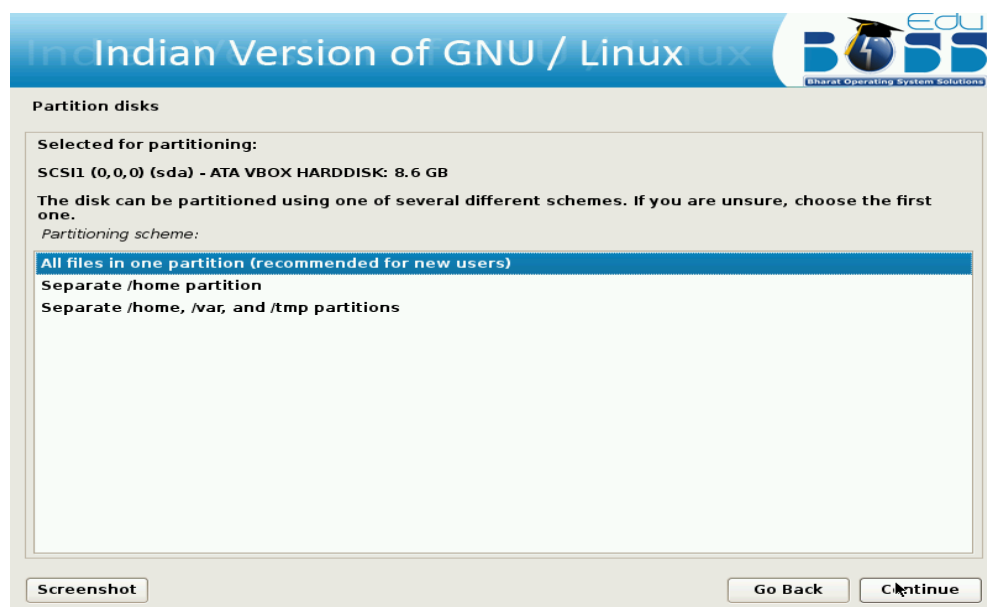 Indian Version of GNU / Linux
Edu
BOSS
Bharat Operating System Solutions
Partition disks
Selected for partitioning:
SCSI1 (0,0,0) (sda) - ATA VBOX HARDDISK: 8.6 GB
The disk can be partitioned using one of several different schemes. If you are unsure, choose the first
one.
Partitioning scheme:
All files in one partition (recommended for new users)
Separate /home partition
Separate /home, /var, and /tmp partitions
Screenshot
Go Back
Continue